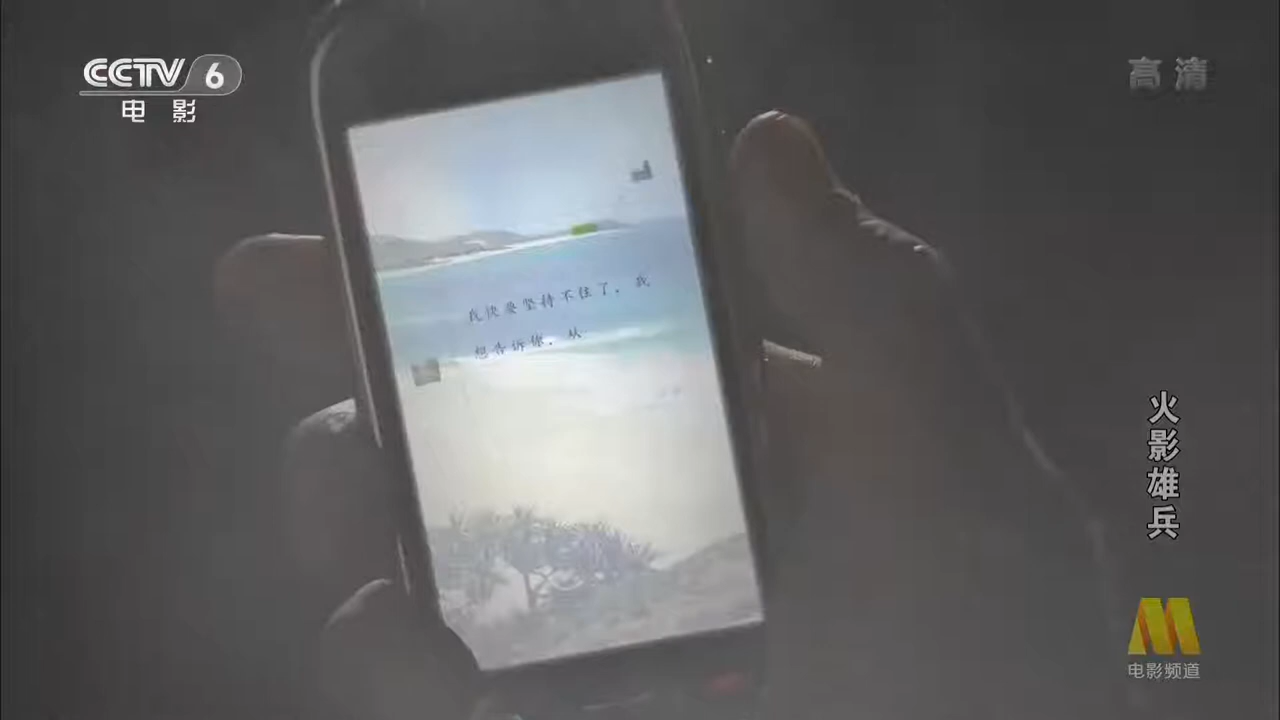 CCTV 6
电影
高清
我快要坚持不住了，我
想告诉你，从
火影雄兵
电影频道